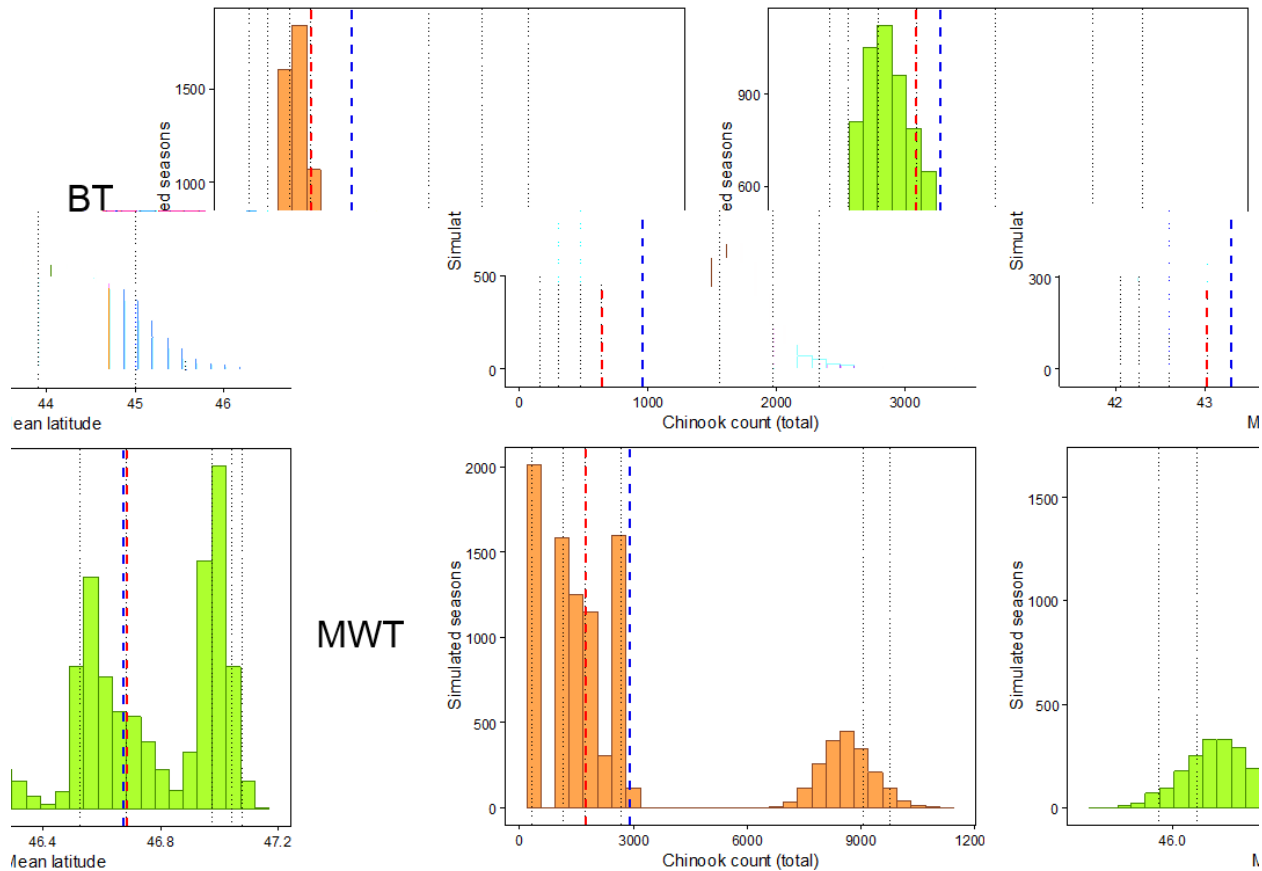 1500
1000
ed seasons
900
600
ed seasons
BT
Simulat
500
0
Simulat
300
0
44 45 46
ean latitude
0 1000 2000 3000
Chinook count (total)
42 43
M
2000
1500
1000
500
0
Simulated seasons
MWT
1500
1000
500
0
Simulated seasons
46.4 46.8 47.2
Mean latitude
0 3000 6000 9000 1200
Chinook count (total)
46.0
M